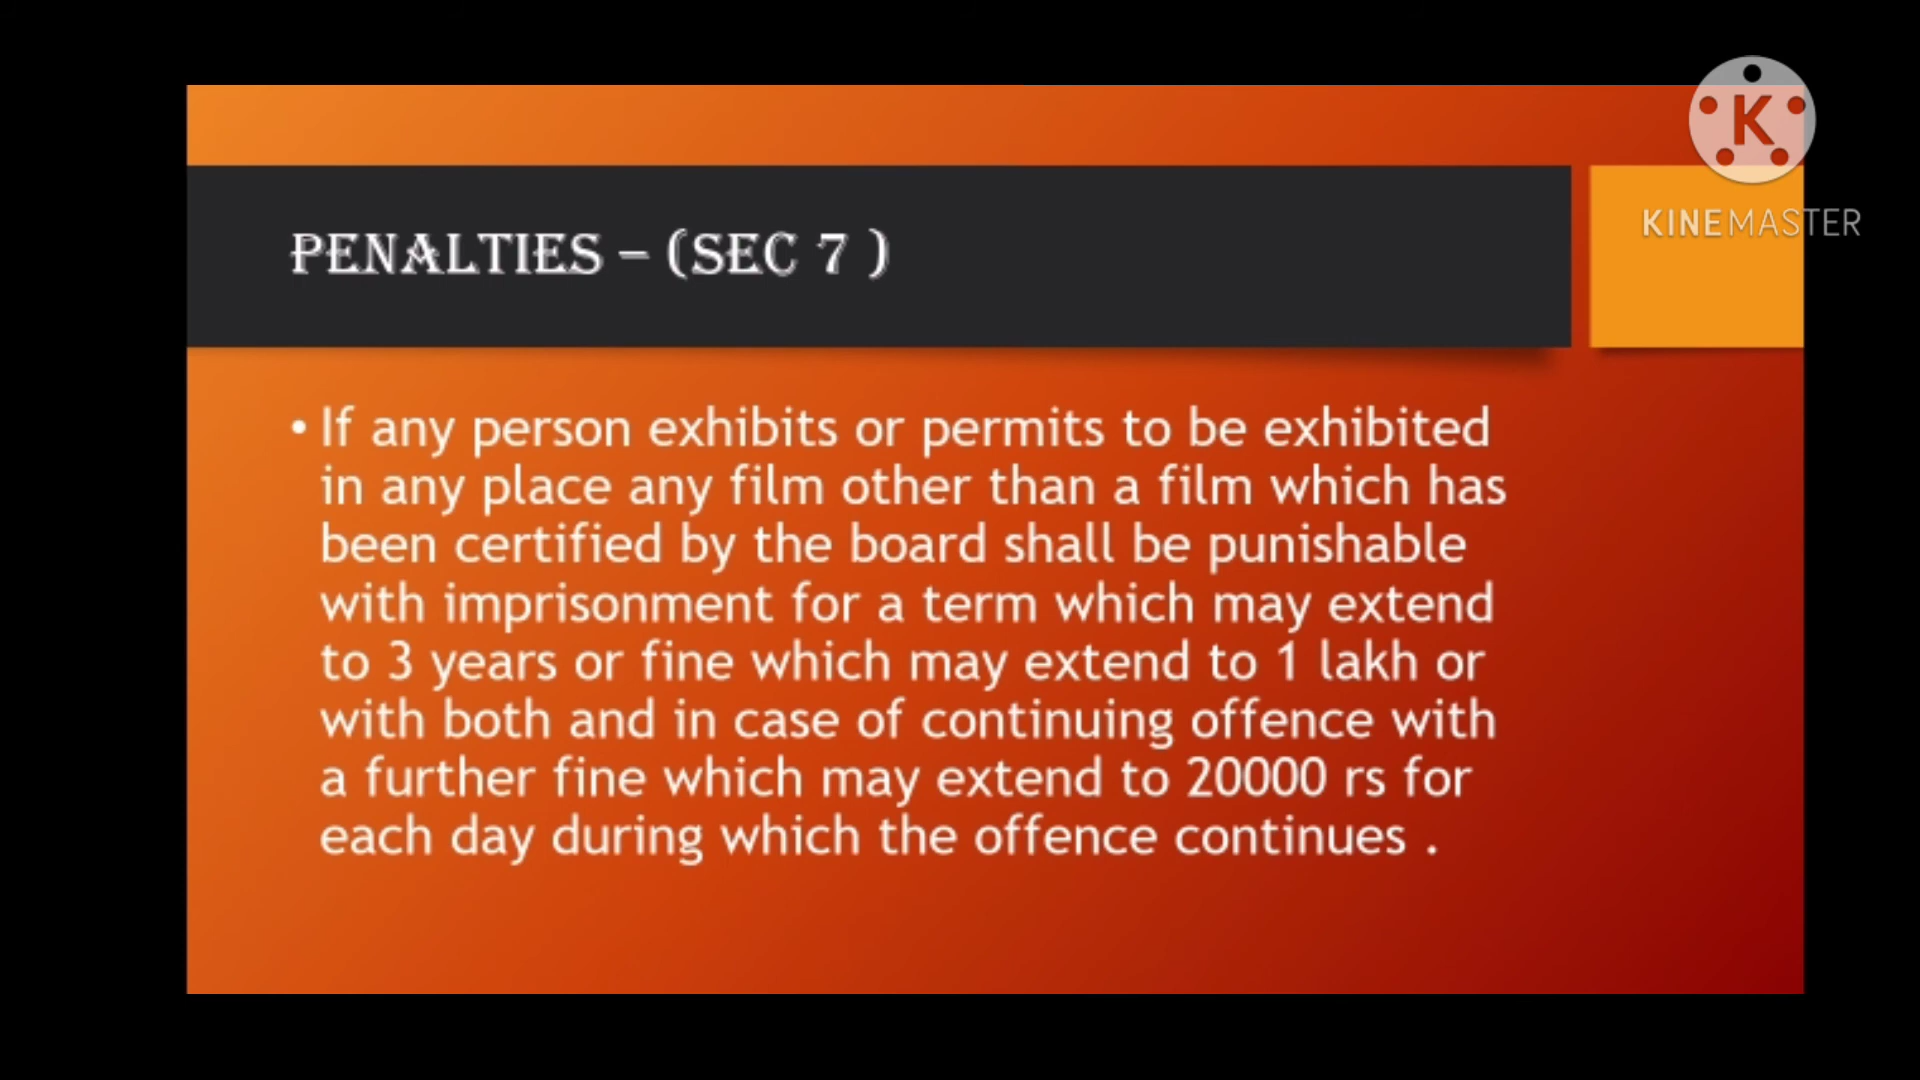 K
KINEMASTER
PENALTIES – (SEC 7 )
• If any person exhibits or permits to be exhibited
in any place any film other than a film which has
been certified by the board shall be punishable
with imprisonment for a term which may extend
to 3 years or fine which may extend to 1 lakh or
with both and in case of continuing offence with
a further fine which may extend to 20000 rs for
each day during which the offence continues .